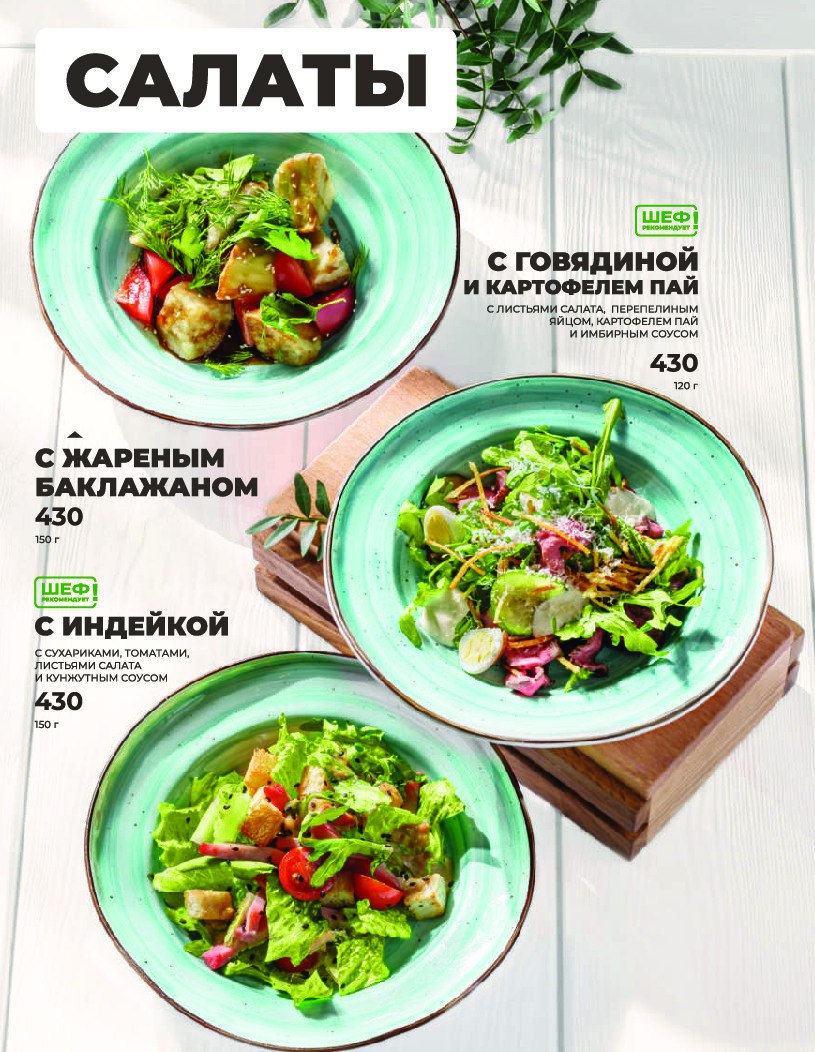 САЛАТЫ
ШЕФ!
РЕКОМЕНДУЕТ
С ГОВЯДИНОЙ
И КАРТОФЕЛЕМ ПАЙ
С ЛИСТЬЯМИ САЛАТА, ПЕРЕПЕЛИНЫМ
ЯЙЦОМ, КАРТОФЕЛЕМ ПАЙ
И ИМБИРНЫМ СОУСОМ
430
120 г
С ЖАРЕНЫМ
БАКЛАЖАНОМ
430
150 г
ШЕФ!
РЕКОМЕНДУЕТ
С ИНДЕЙКОЙ
С СУХАРИКАМИ, ТОМАТАМИ,
ЛИСТЬЯМИ САЛАТА
И КУНЖУТНЫМ СОУСОМ
430
150 г